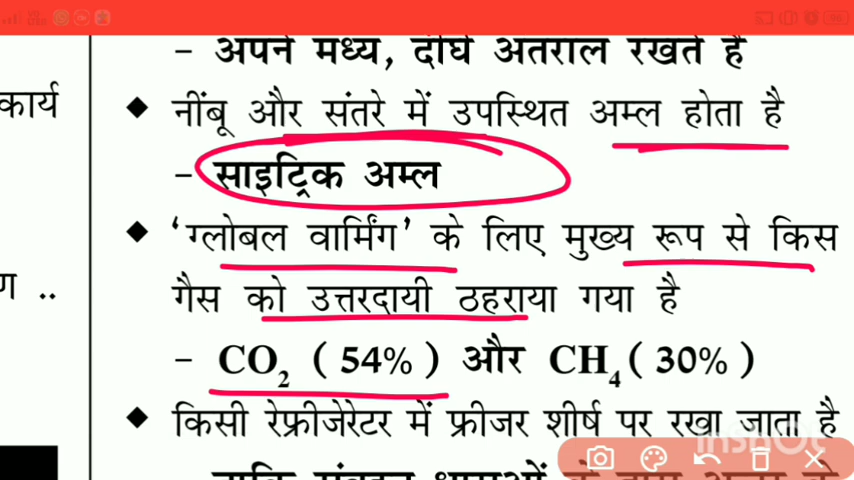 – अपने मध्य, दीर्घ अंतराल रखते है
कार्य
◆ नींबू और संतरे में उपस्थित अम्ल होता है
– साइट्रिक अम्ल
◆ ‘ग्लोबल वार्मिंग’ के लिए मुख्य रूप से किस
ण ..
गैस को उत्तरदायी ठहराया गया है
– CO₂ ( 54% ) और CH₄ ( 30% )
◆ किसी रेफ्रीजेरेटर में फ्रीजर शीर्ष पर रखा जाता है
InShOt